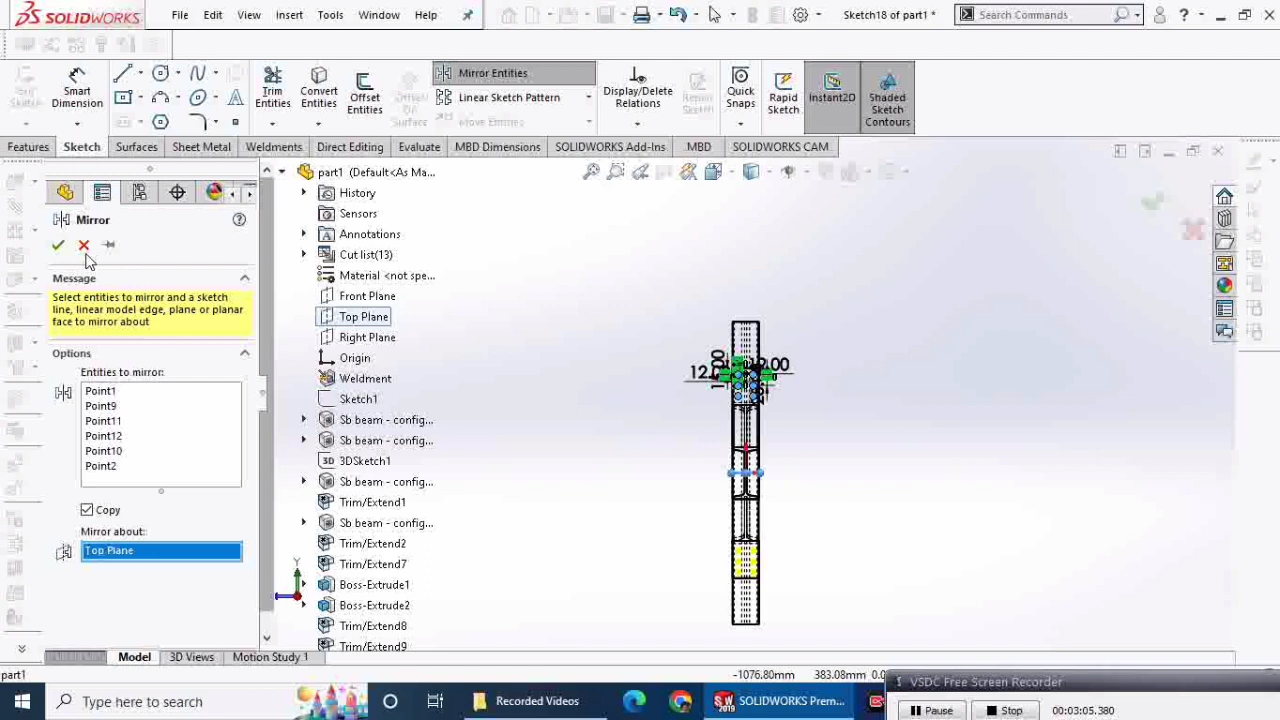 SOLIDWORKS
File Edit View Insert Tools Window Help
Sketch18 of part1 *
Search Commands
Smart Dimension
Trim Entities
Convert Entities
Offset Entities
Mirror Entities
Linear Sketch Pattern
Move Entities
Display/Delete Relations
Quick Snaps
Rapid Sketch
Instant2D
Shaded Sketch Contours
Features Sketch Surfaces Sheet Metal Weldments Direct Editing Evaluate MBD Dimensions SOLIDWORKS Add-Ins MBD SOLIDWORKS CAM
Mirror
Message
Select entities to mirror and a sketch
line, linear model edge, plane or planar
face to mirror about
Options
Entities to mirror:
Point1
Point9
Point11
Point12
Point10
Point2
Copy
Mirror about:
Top Plane
part1 (Default<As Ma...
History
Sensors
Annotations
Cut list(13)
Material <not spe...
Front Plane
Top Plane
Right Plane
Origin
Weldment
Sketch1
Sb beam - config...
Sb beam - config...
3DSketch1
Sb beam - config...
Trim/Extend1
Sb beam - config...
Trim/Extend2
Trim/Extend7
Boss-Extrude1
Boss-Extrude2
Trim/Extend8
Trim/Extend9
Y
Model 3D Views Motion Study 1
part1
-1076.80mm 383.08mm
VSDC Free Screen Recorder
Pause Stop 00:03:05.380
Type here to search
Recorded Videos
SW 2019
SOLIDWORKS Prem...